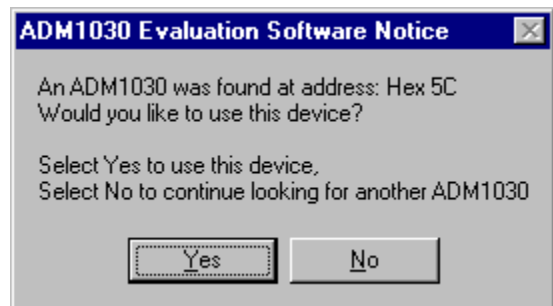 ADM1030 Evaluation Software Notice
An ADM1030 was found at address: Hex 5C
Would you like to use this device?
Select Yes to use this device,
Select No to continue looking for another ADM1030
Yes
No